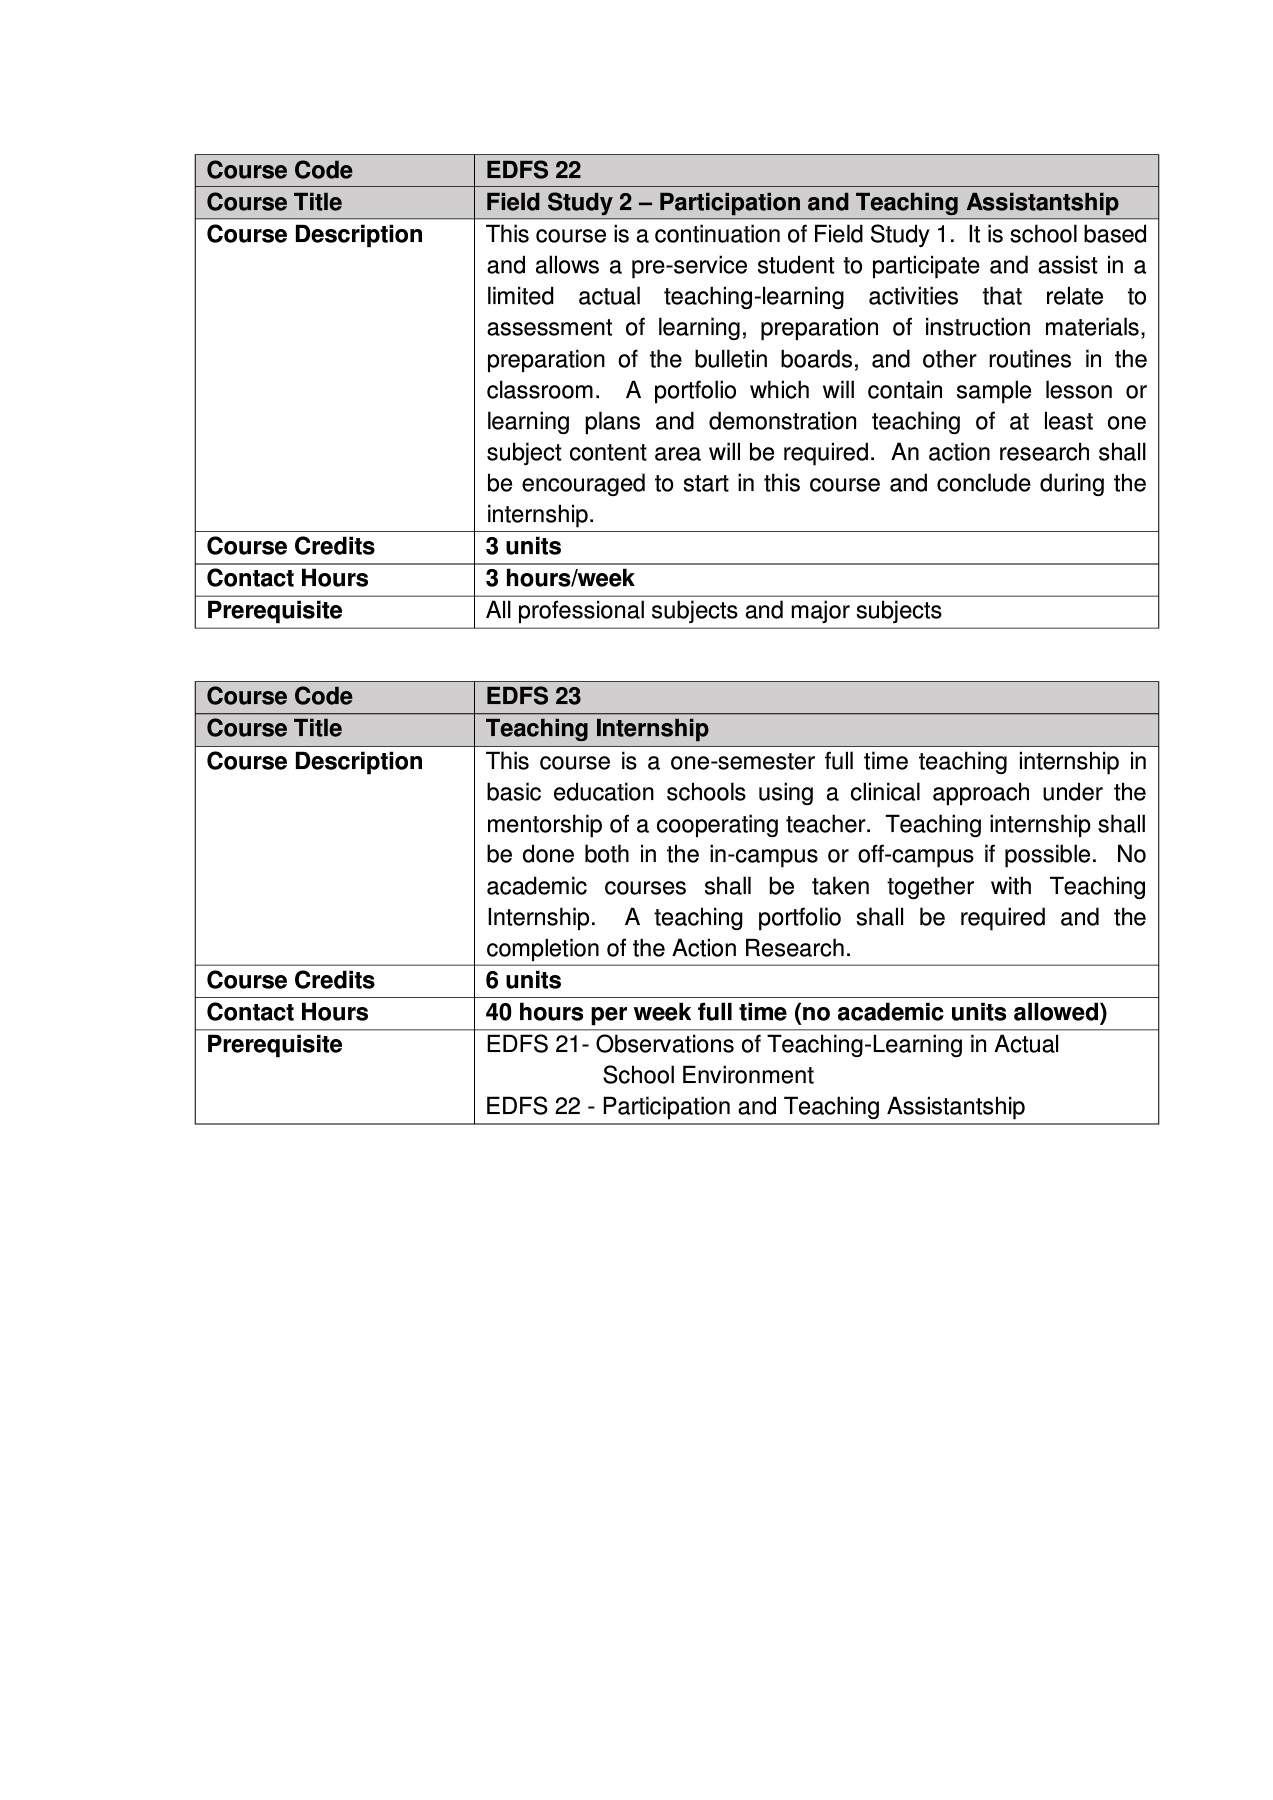 Course Code EDFS 22
Course Title Field Study 2 – Participation and Teaching Assistantship
Course Description This course is a continuation of Field Study 1. It is school based
and allows a pre-service student to participate and assist in a
limited actual teaching-learning activities that relate to
assessment of learning, preparation of instruction materials,
preparation of the bulletin boards, and other routines in the
classroom. A portfolio which will contain sample lesson or
learning plans and demonstration teaching of at least one
subject content area will be required. An action research shall
be encouraged to start in this course and conclude during the
internship.
Course Credits 3 units
Contact Hours 3 hours/week
Prerequisite All professional subjects and major subjects
Course Code EDFS 23
Course Title Teaching Internship
Course Description This course is a one-semester full time teaching internship in
basic education schools using a clinical approach under the
mentorship of a cooperating teacher. Teaching internship shall
be done both in the in-campus or off-campus if possible. No
academic courses shall be taken together with Teaching
Internship. A teaching portfolio shall be required and the
completion of the Action Research.
Course Credits 6 units
Contact Hours 40 hours per week full time (no academic units allowed)
Prerequisite EDFS 21- Observations of Teaching-Learning in Actual
School Environment
EDFS 22 - Participation and Teaching Assistantship